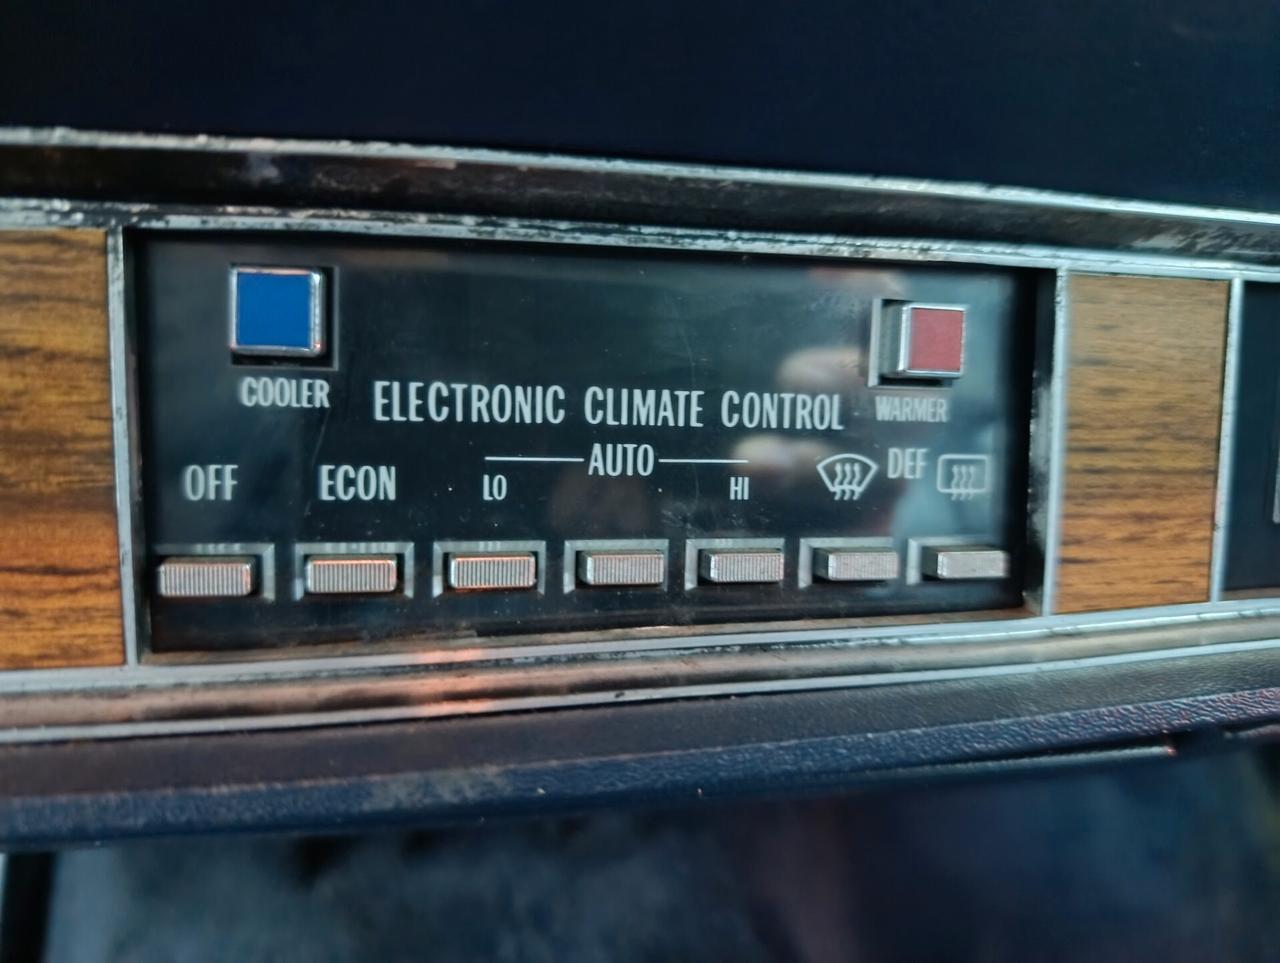 COOLER
WARMER
ELECTRONIC CLIMATE CONTROL
OFF
ECON
LO
AUTO
HI
DEF